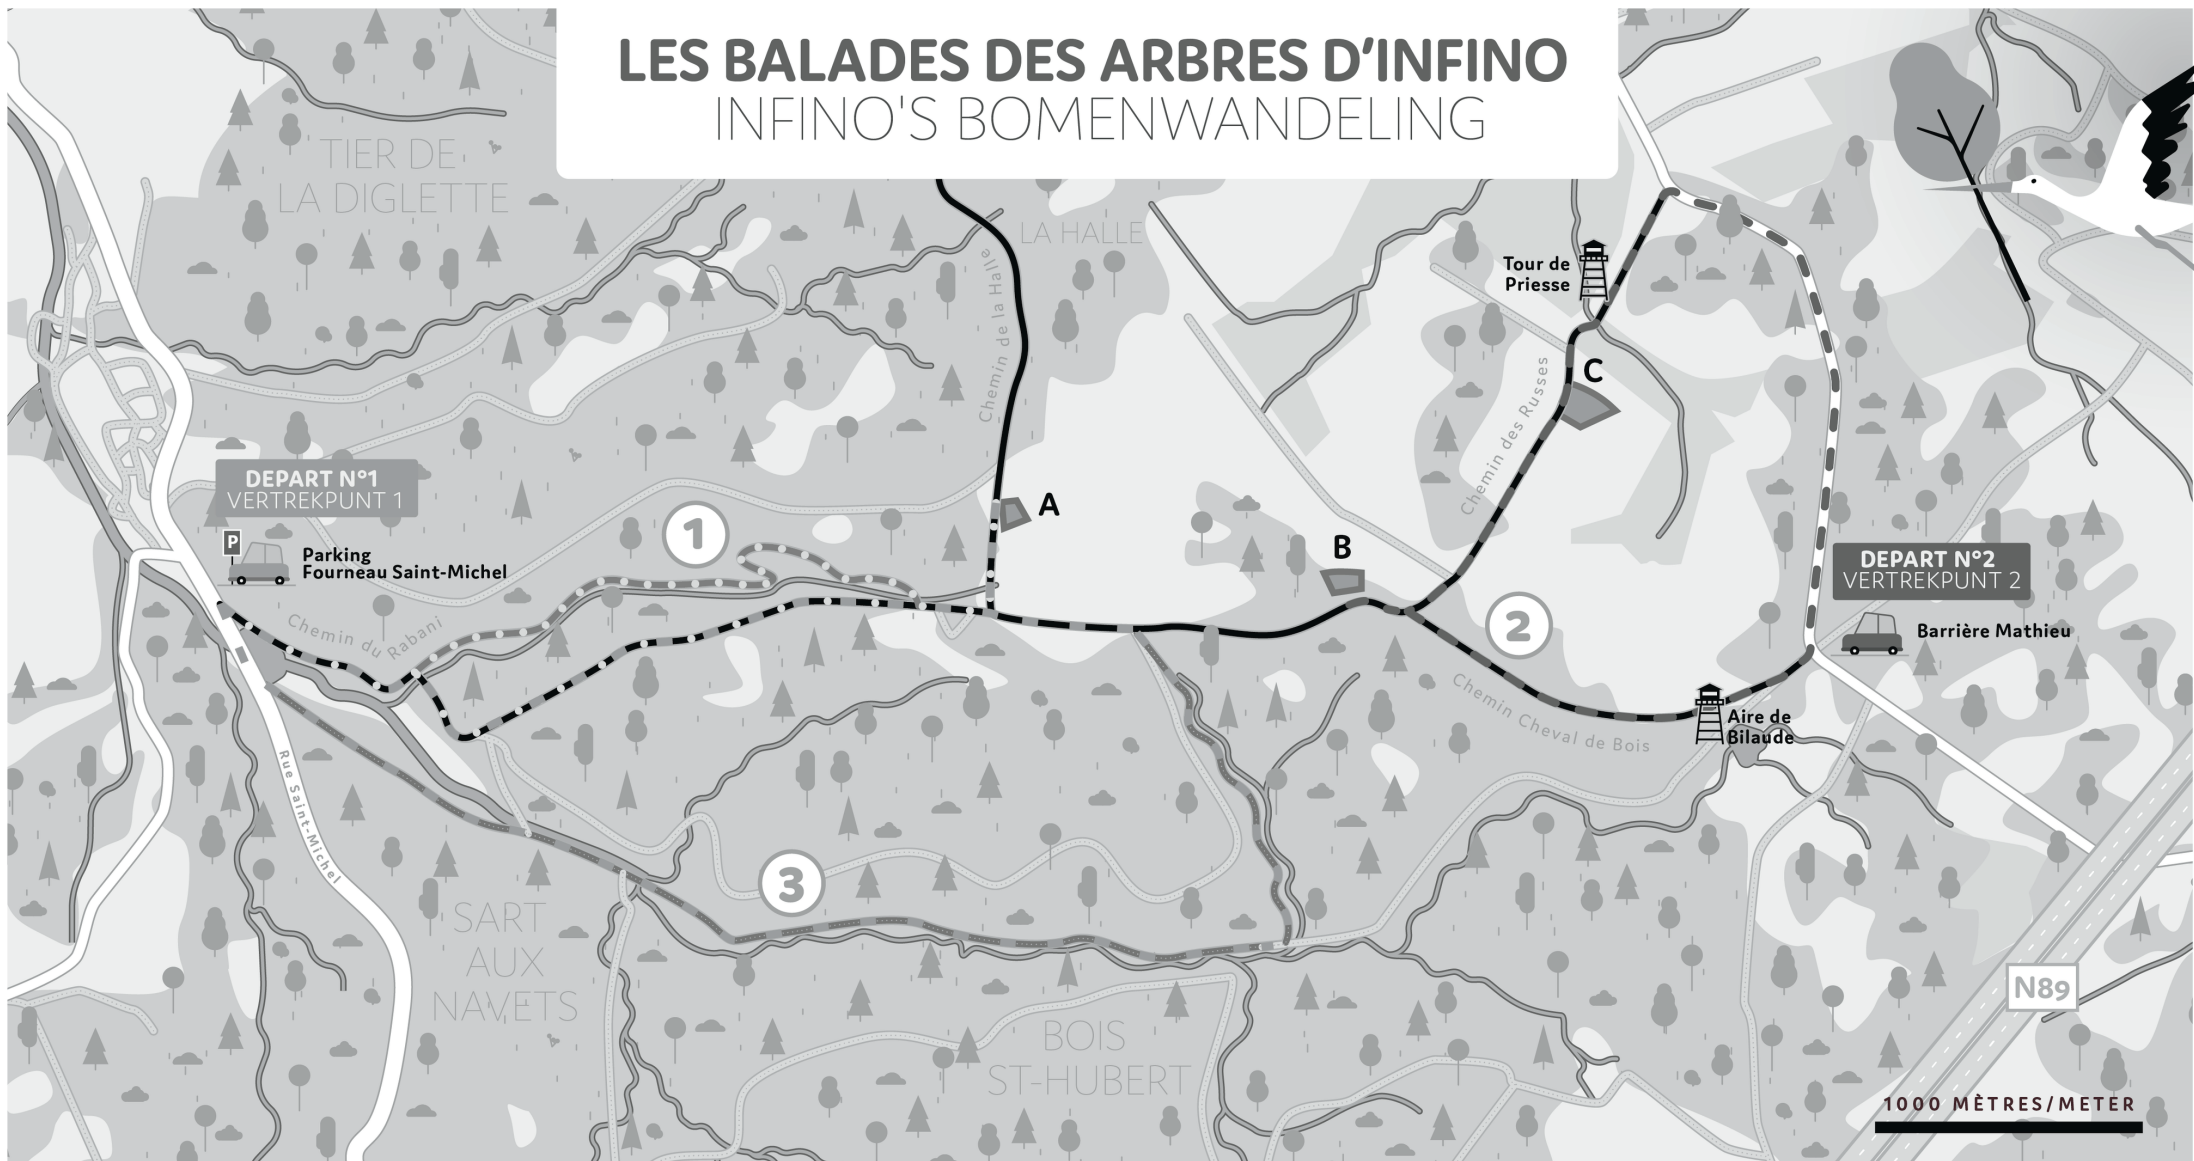 LES BALADES DES ARBRES D'INFINO
INFINO'S BOMENWANDELING
TIER DE
LA DIGLETTE
LA HALLE
Chemin de la Halle
Tour de
Priesse
C
Chemin des Russes
DEPART N°1
VERTREKPUNT 1
P
Parking
Fourneau Saint-Michel
1
A
B
2
DEPART N°2
VERTREKPUNT 2
Barrière Mathieu
Chemin du Rabani
Chemin Cheval de Bois
Aire de
Bilaude
Rue Saint-Michel
3
SART
AUX
NAVETS
BOIS
ST-HUBERT
N89
1000 MÈTRES/METER